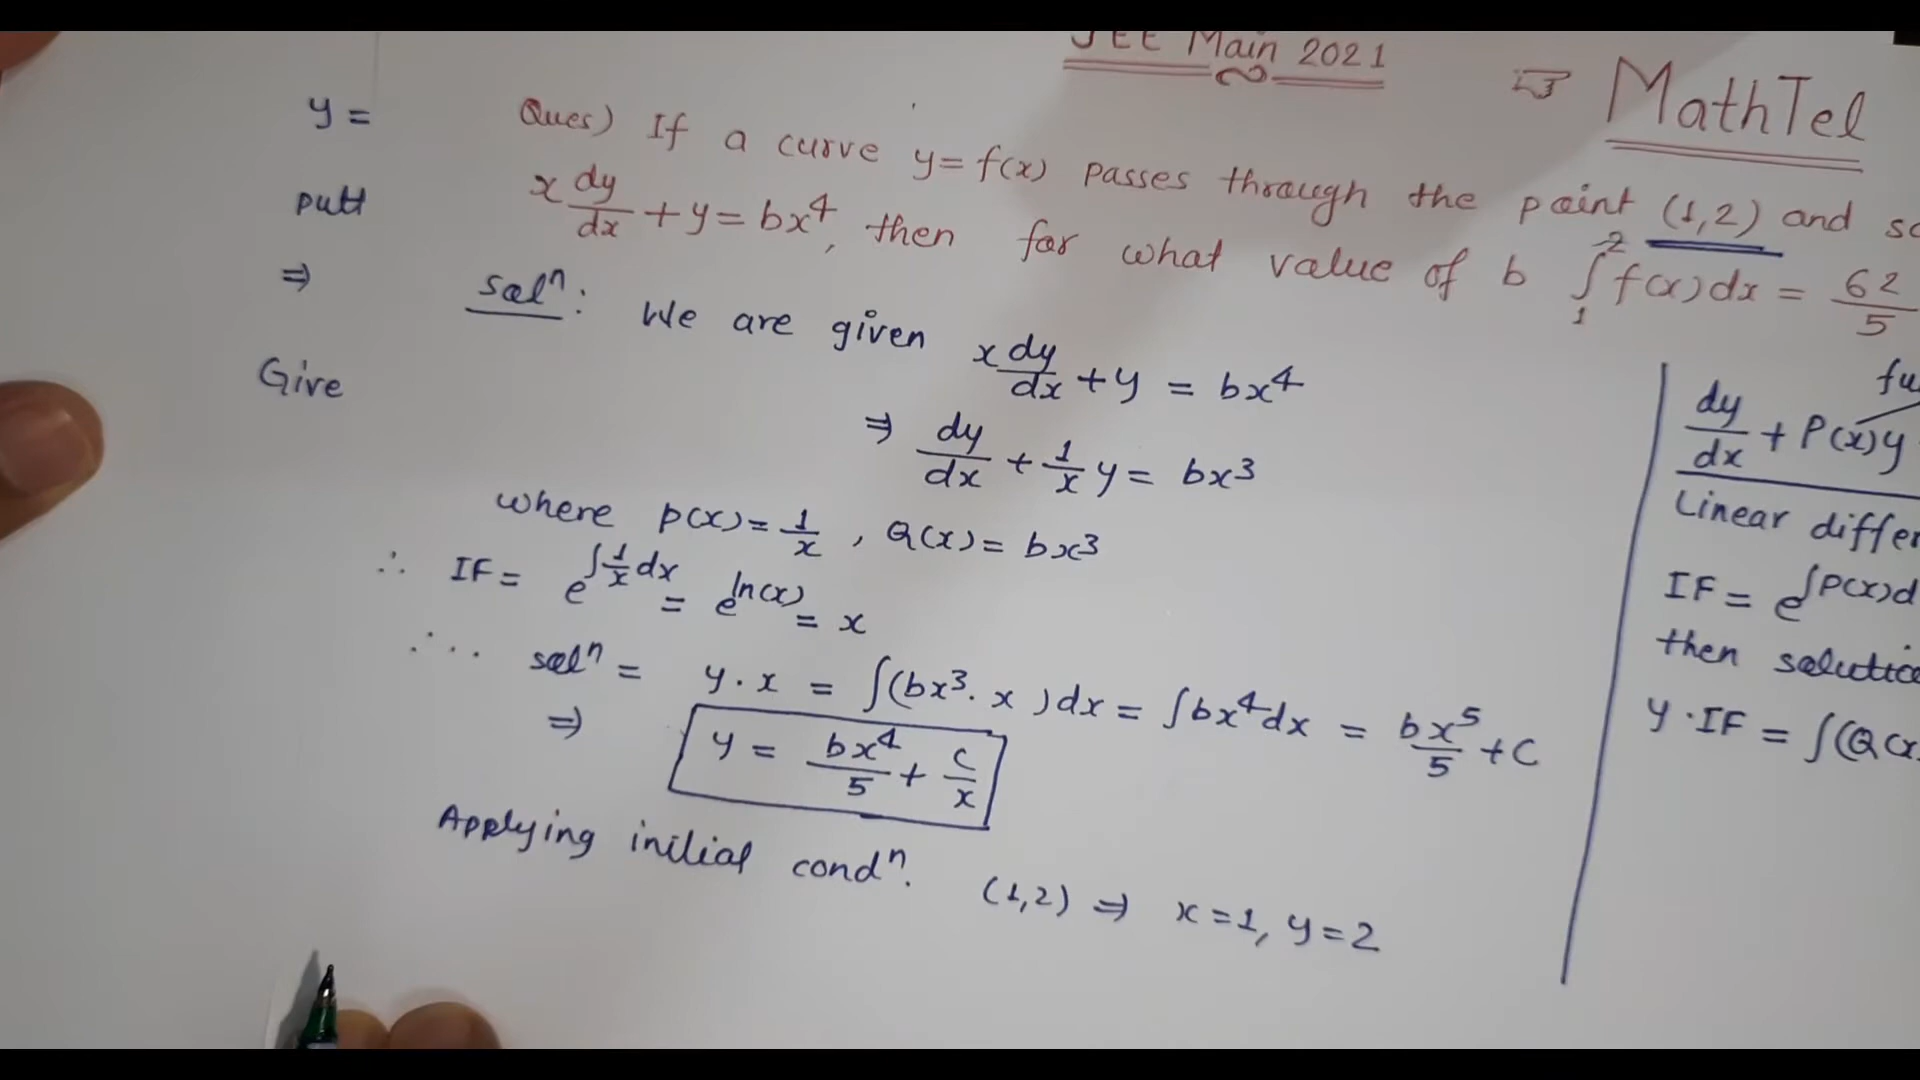 JEE Main 2021
☞ MathTel
y =
Ques) If a curve y = f(x) passes through the point (1,2) and
putt
x dy/dx + y = bx⁴, then for what value of b ∫₁² f(x)dx = 62/5
⇒
solⁿ: We are given x dy/dx + y = bx⁴
Give
⇒ dy/dx + 1/x y = bx³
where p(x) = 1/x , Q(x) = bx³
∴ IF = e^∫1/x dx = e^ln(x) = x
∴ solⁿ = y · x = ∫(bx³ · x )dx = ∫bx⁴dx = bx⁵/5 + C
⇒ y = bx⁴/5 + C/x
Applying initial condⁿ. (1,2) ⇒ x = 1, y = 2
dy/dx + P(x)y
Linear
IF = e^∫P(x)d
then
y · IF = ∫(Q(x